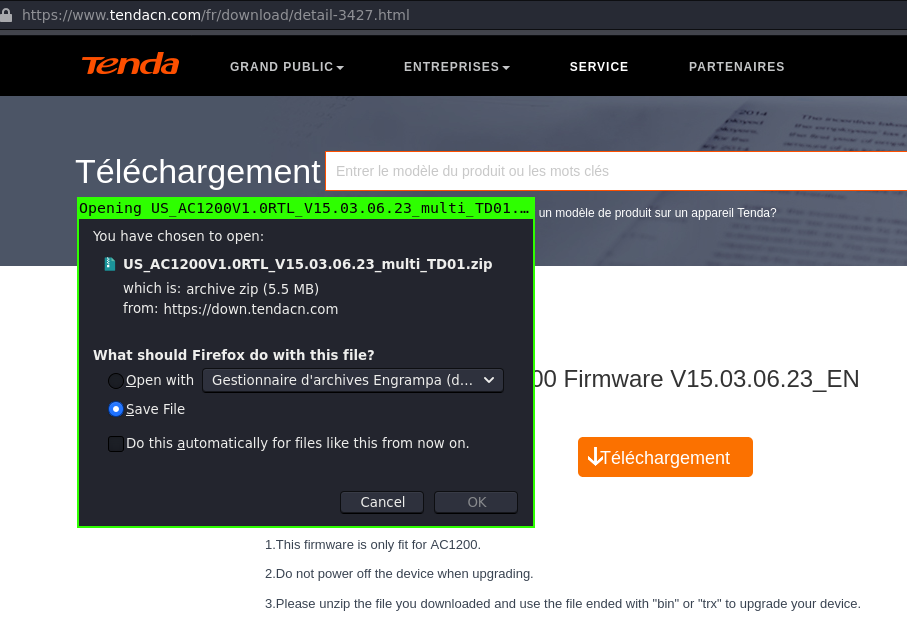 https://www.tendacn.com/fr/download/detail-3427.html
Tenda
GRAND PUBLIC
ENTREPRISES
SERVICE
PARTENAIRES
Téléchargement
Entrer le modèle du produit ou les mots clés
Opening US_AC1200V1.0RTL_V15.03.06.23_multi_TD01.…
un modèle de produit sur un appareil Tenda?
You have chosen to open:
US_AC1200V1.0RTL_V15.03.06.23_multi_TD01.zip
which is: archive zip (5.5 MB)
from: https://down.tendacn.com
What should Firefox do with this file?
Open with Gestionnaire d'archives Engrampa (d…
00 Firmware V15.03.06.23_EN
Save File
Do this automatically for files like this from now on.
Téléchargement
Cancel
OK
1.This firmware is only fit for AC1200.
2.Do not power off the device when upgrading.
3.Please unzip the file you downloaded and use the file ended with "bin" or "trx" to upgrade your device.